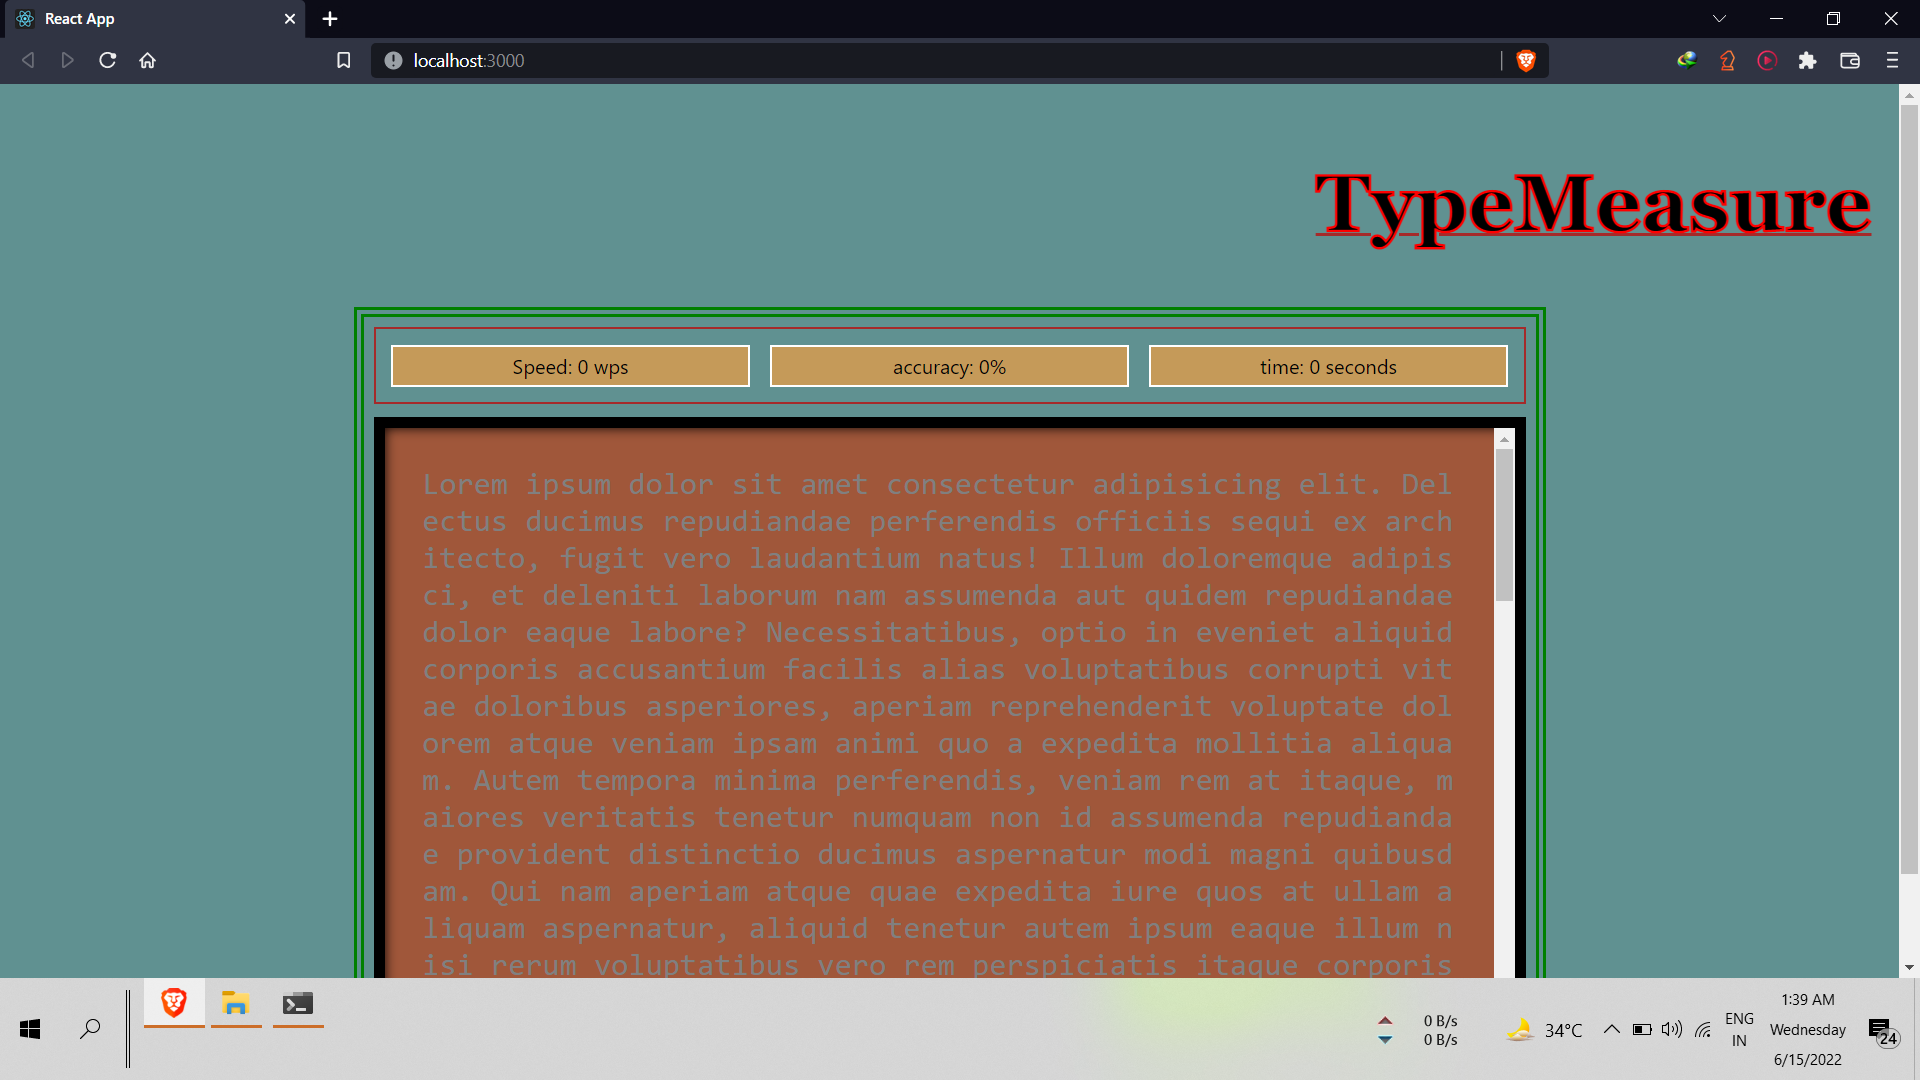 React App
localhost:3000
TypeMeasure
Speed: 0 wps
accuracy: 0%
time: 0 seconds
Lorem ipsum dolor sit amet consectetur adipisicing elit. Del
ectus ducimus repudiandae perferendis officiis sequi ex arch
itecto, fugit vero laudantium natus! Illum doloremque adipis
ci, et deleniti laborum nam assumenda aut quidem repudiandae
dolor eaque labore? Necessitatibus, optio in eveniet aliquid
corporis accusantium facilis alias voluptatibus corrupti vit
ae doloribus asperiores, aperiam reprehenderit voluptate dol
orem atque veniam ipsam animi quo a expedita mollitia aliqua
m. Autem tempora minima perferendis, veniam rem at itaque, m
aiores veritatis tenetur numquam non id assumenda repudianda
e provident distinctio ducimus aspernatur modi magni quibusd
am. Qui nam aperiam atque quae expedita iure quos at ullam a
liquam aspernatur, aliquid tenetur autem ipsum eaque illum n
isi rerum voluptatibus vero rem perspiciatis itaque corporis
0 B/s
0 B/s
34°C
ENG
IN
1:39 AM
Wednesday
6/15/2022
24